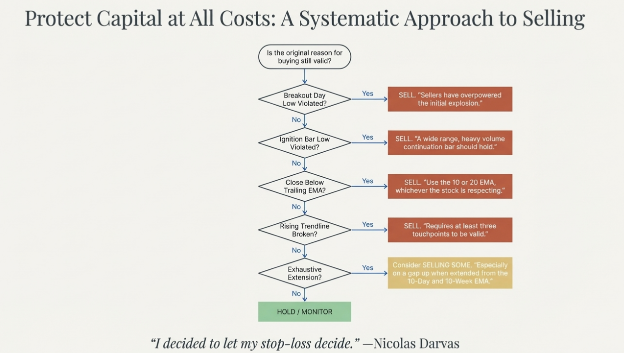 Protect Capital at All Costs: A Systematic Approach to Selling
Is the original reason for
buying still valid?
Breakout Day
Low Violated?
Yes
SELL. "Sellers have overpowered
the initial explosion."
No
Ignition Bar Low
Violated?
Yes
SELL. "A wide range, heavy volume
continuation bar should hold."
No
Close Below
Trailing EMA?
Yes
SELL. "Use the 10 or 20 EMA,
whichever the stock is respecting."
No
Rising Trendline
Broken?
Yes
SELL. "Requires at least three
touchpoints to be valid."
No
Exhaustive
Extension?
Yes
Consider SELLING SOME. "Especially
on a gap up when extended from the
10-Day and 10-Week EMA."
No
HOLD / MONITOR
"I decided to let my stop-loss decide." —Nicolas Darvas